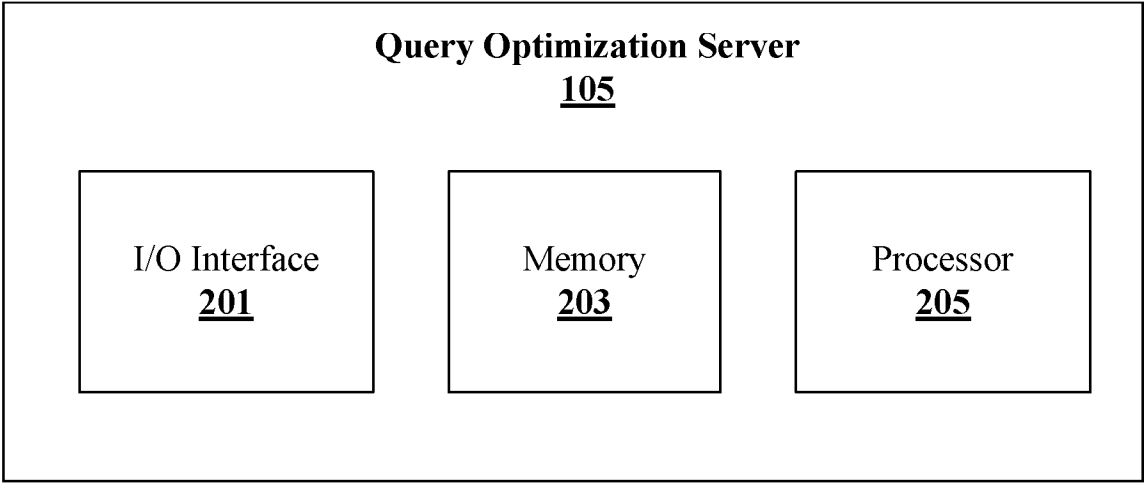 Query Optimization Server
105
I/O Interface
201
Memory
203
Processor
205